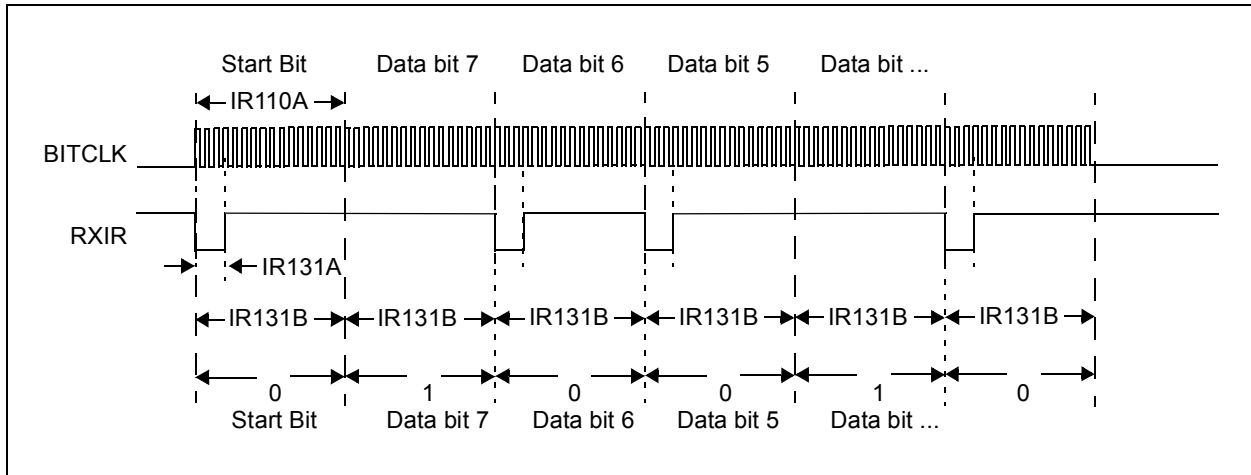 Start Bit Data bit 7 Data bit 6 Data bit 5 Data bit ...
IR110A
BITCLK
RXIR
IR131A
IR131B IR131B IR131B IR131B IR131B IR131B
0 1 0 0 1 0
Start Bit Data bit 7 Data bit 6 Data bit 5 Data bit ...